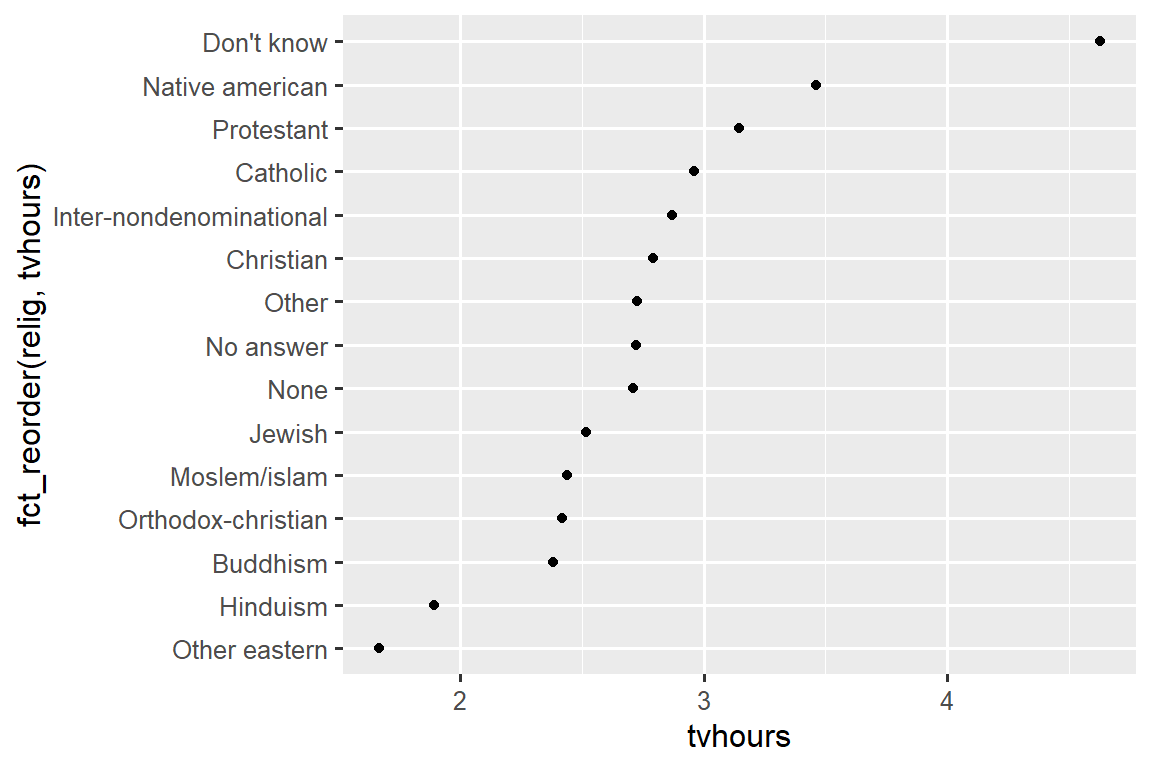 fct_reorder(relig, tvhours)
Don't know
Native american
Protestant
Catholic
Inter-nondenominational
Christian
Other
No answer
None
Jewish
Moslem/islam
Orthodox-christian
Buddhism
Hinduism
Other eastern
2 3 4
tvhours